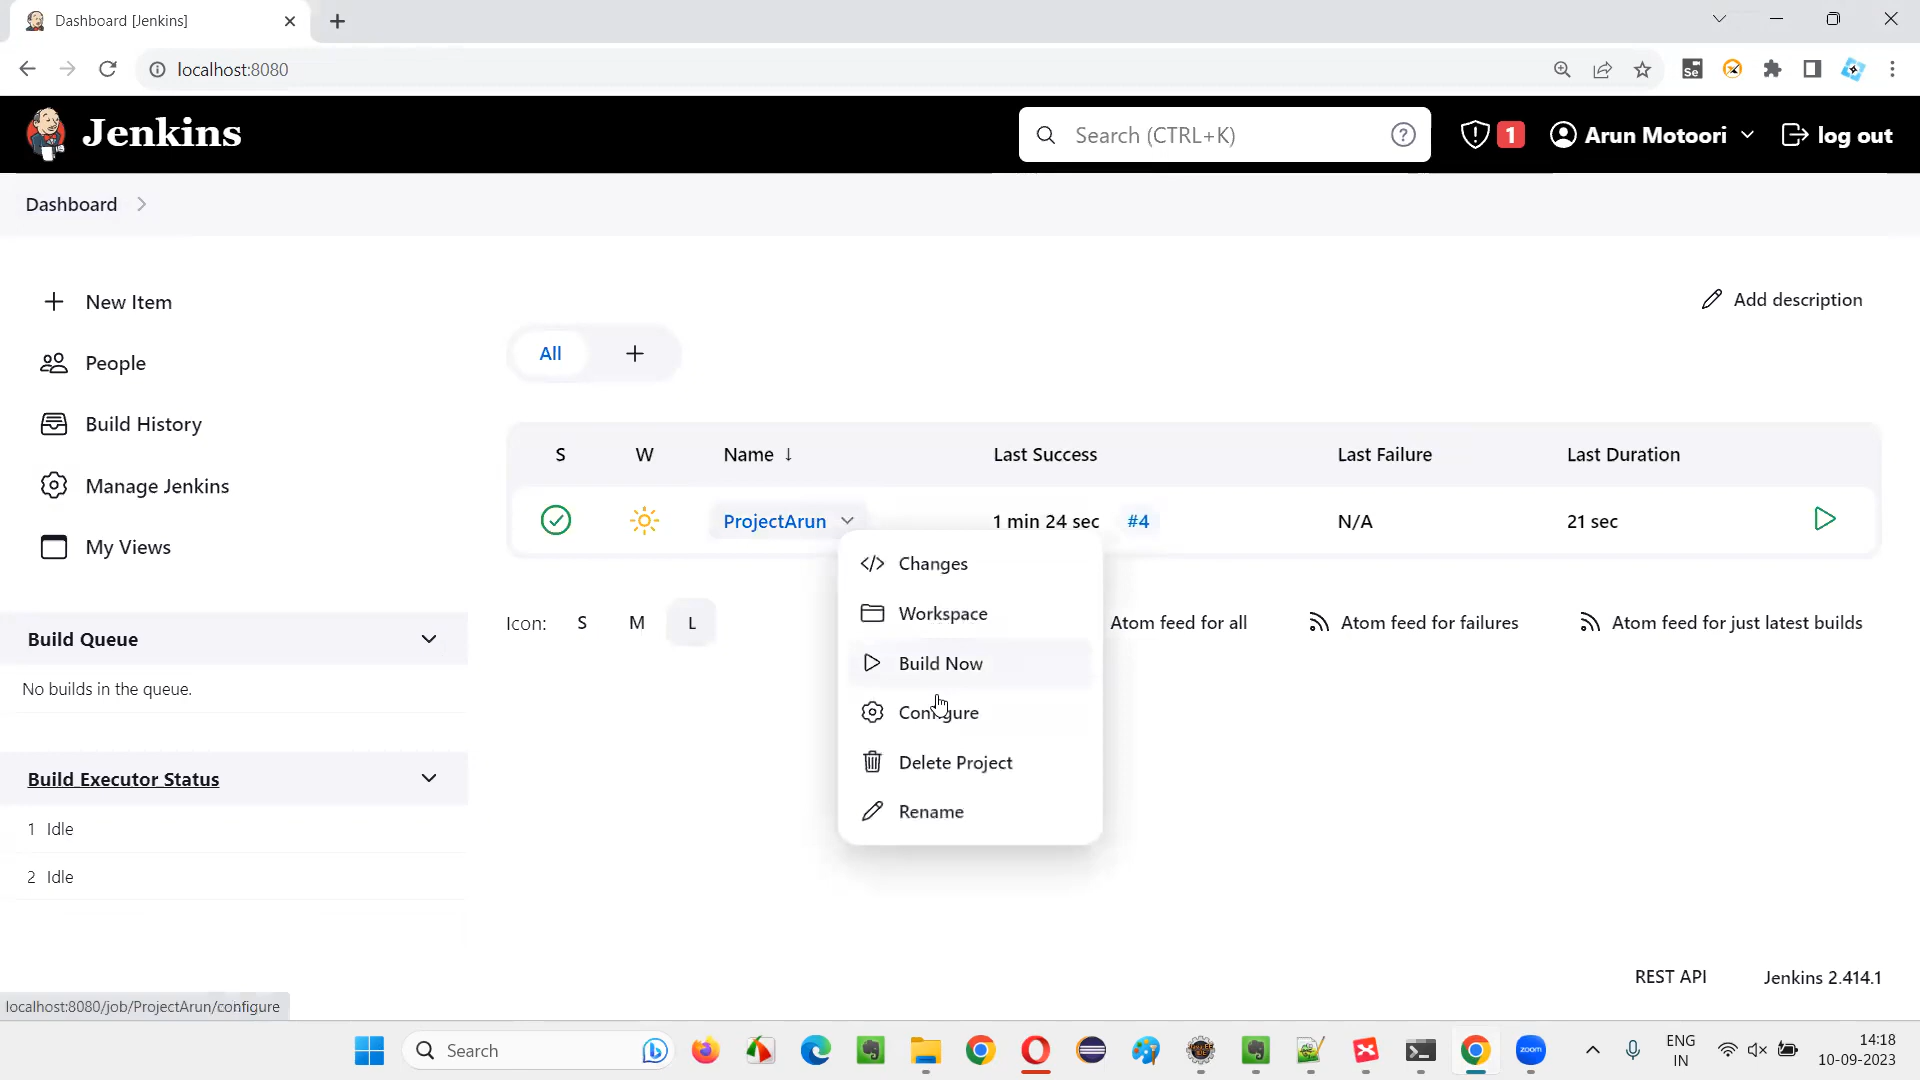 Dashboard [Jenkins]
localhost:8080
Se
Jenkins
Search (CTRL+K)
1
Arun Motoori
log out
Dashboard
New Item
Add description
People
All
Build History
S W Name ↓ Last Success Last Failure Last Duration
Manage Jenkins
ProjectArun 1 min 24 sec #4 N/A 21 sec
My Views
Changes
Workspace
Build Now
Configure
Delete Project
Rename
Icon: S M L
Atom feed for all
Atom feed for failures
Atom feed for just latest builds
Build Queue
No builds in the queue.
Build Executor Status
1 Idle
2 Idle
REST API
Jenkins 2.414.1
localhost:8080/job/ProjectArun/configure
Search
zoom
ENG
IN
14:18
10-09-2023